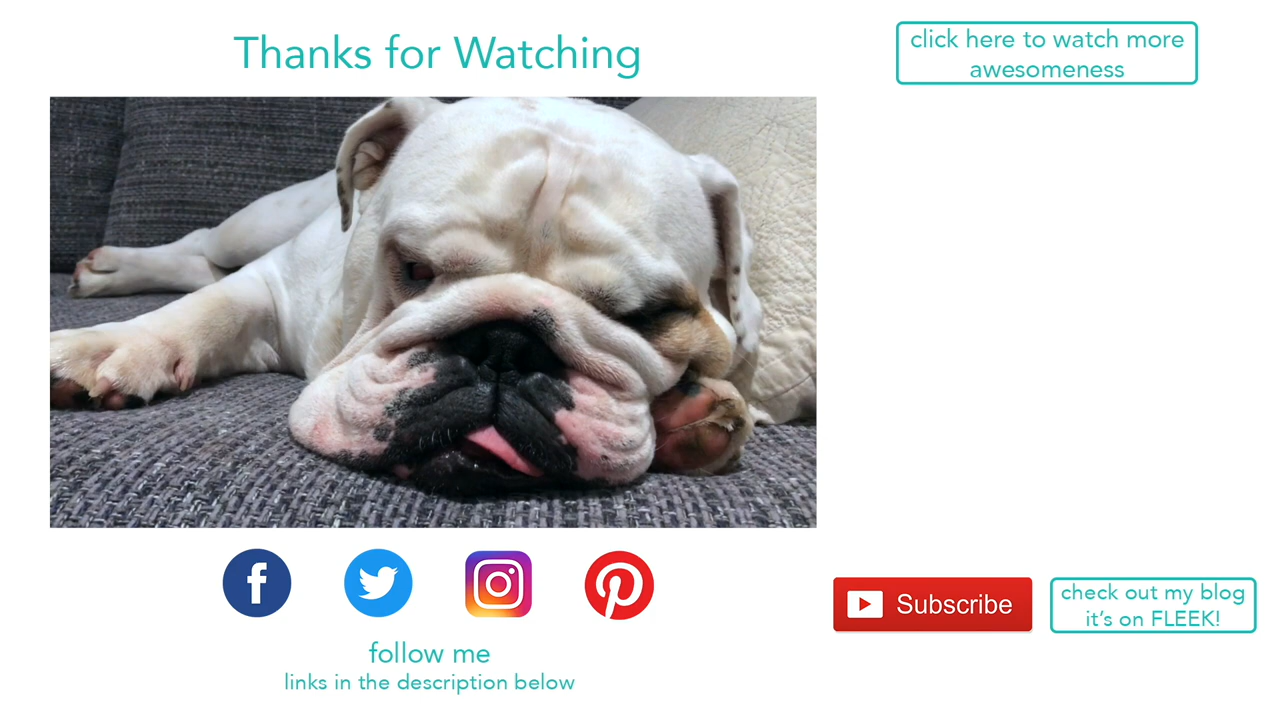 Thanks for Watching
click here to watch more
awesomeness
Subscribe
check out my blog
it's on FLEEK!
follow me
links in the description below